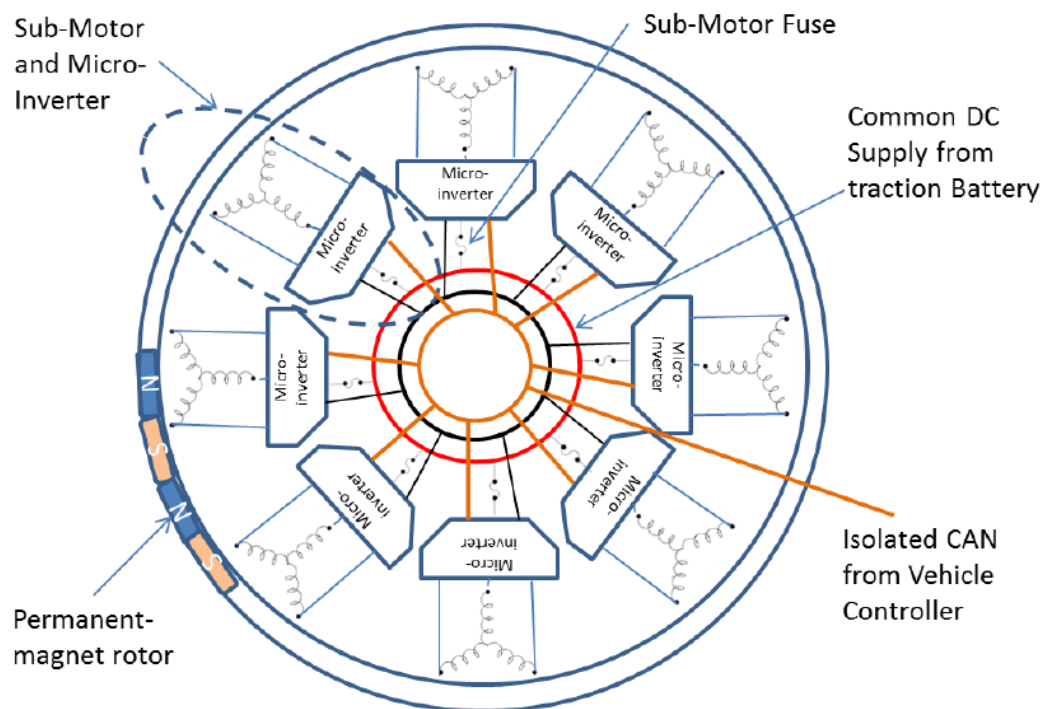 Sub-Motor
and Micro-
Inverter
Sub-Motor Fuse
Common DC
Supply from
traction Battery
Micro-
inverter
Micro-
inverter
Micro-
inverter
Micro-
inverter
Micro-
inverter
Micro-
inverter
Micro-
inverter
Micro-
inverter
N
S
N
S
Isolated CAN
from Vehicle
Controller
Permanent-
magnet rotor